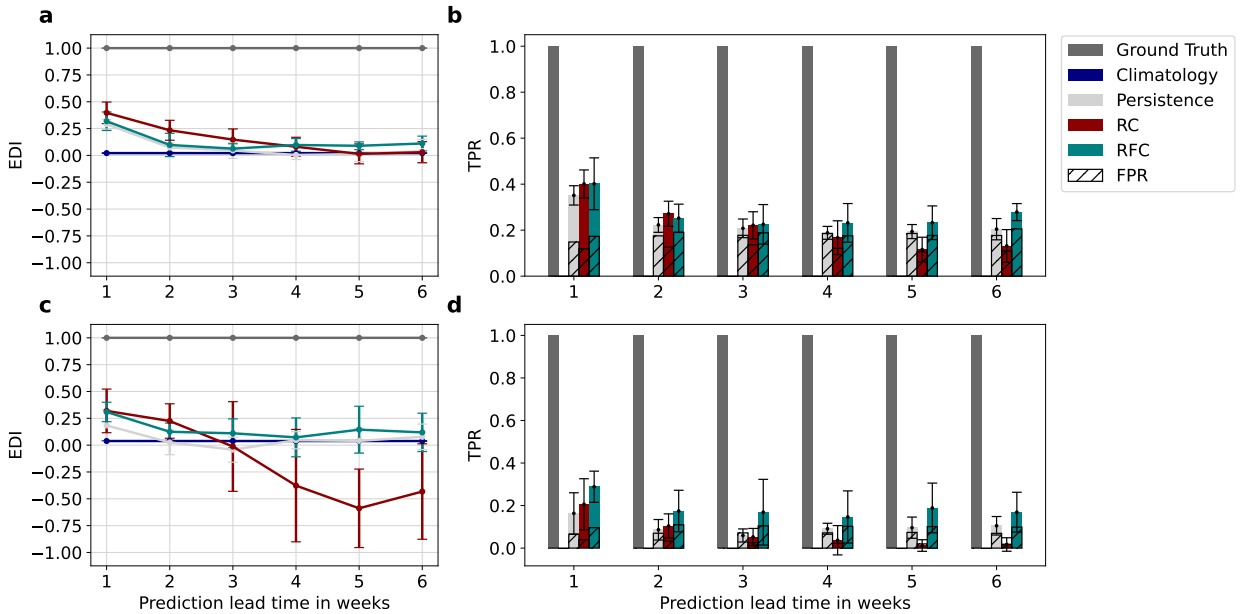 a
EDI
1.00
0.75
0.50
0.25
0.00
−0.25
−0.50
−0.75
−1.00
1 2 3 4 5 6
b
TPR
1.0
0.8
0.6
0.4
0.2
0.0
1 2 3 4 5 6
Ground Truth
Climatology
Persistence
RC
RFC
FPR
c
EDI
1.00
0.75
0.50
0.25
0.00
−0.25
−0.50
−0.75
−1.00
1 2 3 4 5 6
Prediction lead time in weeks
d
TPR
1.0
0.8
0.6
0.4
0.2
0.0
1 2 3 4 5 6
Prediction lead time in weeks